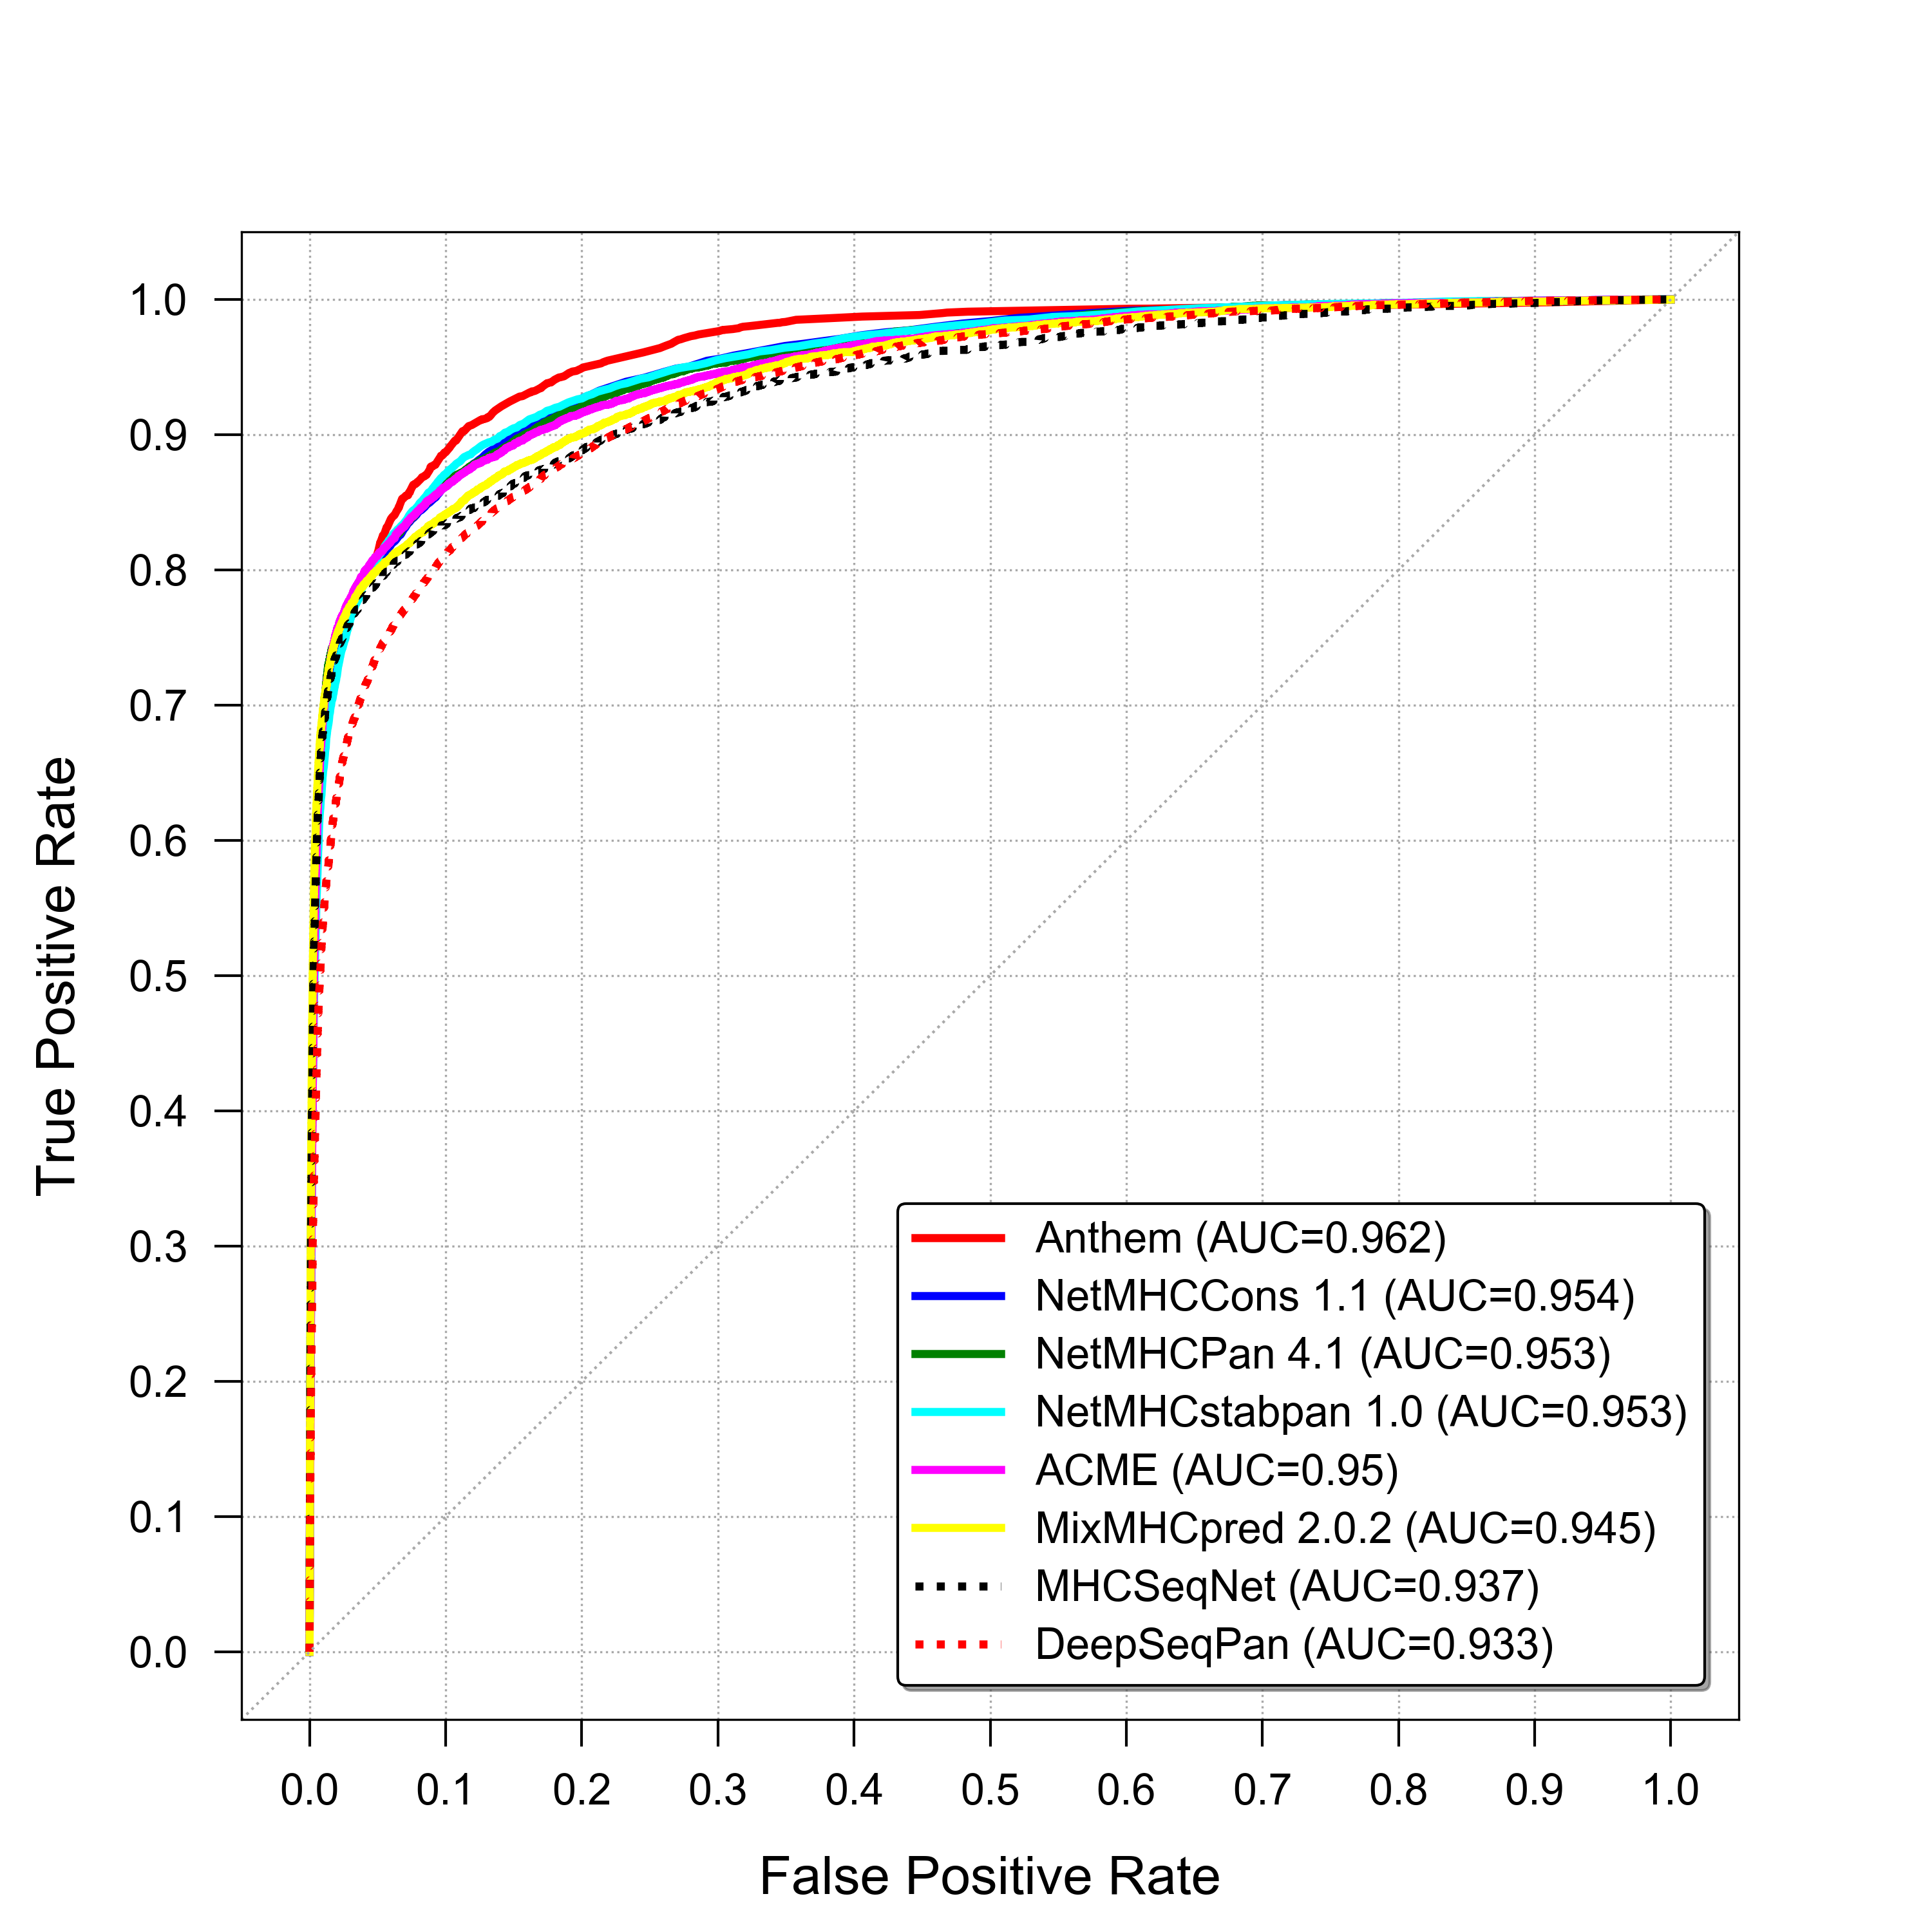 1.0
0.9
0.8
0.7
0.6
0.5
0.4
0.3
0.2
0.1
0.0
True Positive Rate
Anthem (AUC=0.962)
NetMHCCons 1.1 (AUC=0.954)
NetMHCPan 4.1 (AUC=0.953)
NetMHCstabpan 1.0 (AUC=0.953)
ACME (AUC=0.95)
MixMHCpred 2.0.2 (AUC=0.945)
MHCSeqNet (AUC=0.937)
DeepSeqPan (AUC=0.933)
0.0 0.1 0.2 0.3 0.4 0.5 0.6 0.7 0.8 0.9 1.0
False Positive Rate